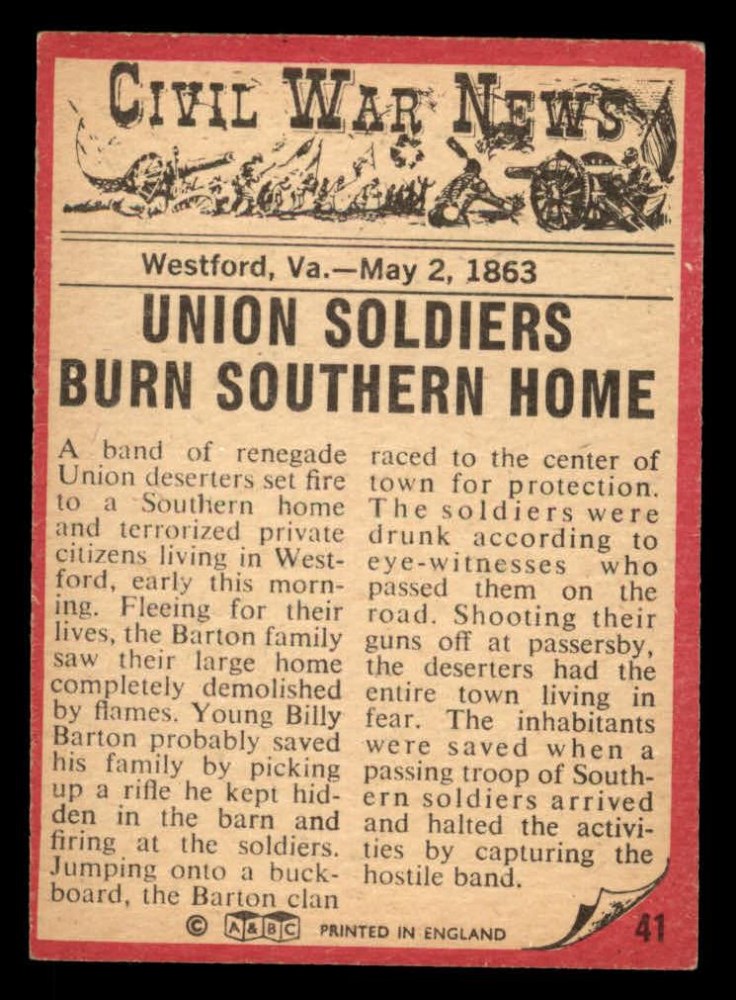 CIVIL WAR NEWS
Westford, Va.—May 2, 1863
UNION SOLDIERS
BURN SOUTHERN HOME
A band of renegade
Union deserters set fire
to a Southern home
and terrorized private
citizens living in West-
ford, early this morn-
ing. Fleeing for their
lives, the Barton family
saw their large home
completely demolished
by flames. Young Billy
Barton probably saved
his family by picking
up a rifle he kept hid-
den in the barn and
firing at the soldiers.
Jumping onto a buck-
board, the Barton clan
raced to the center of
town for protection.
The soldiers were
drunk according to
eye-witnesses who
passed them on the
road. Shooting their
guns off at passersby,
the deserters had the
entire town living in
fear. The inhabitants
were saved when a
passing troop of South-
ern soldiers arrived
and halted the activi-
ties by capturing the
hostile band.
© A&BC PRINTED IN ENGLAND
41